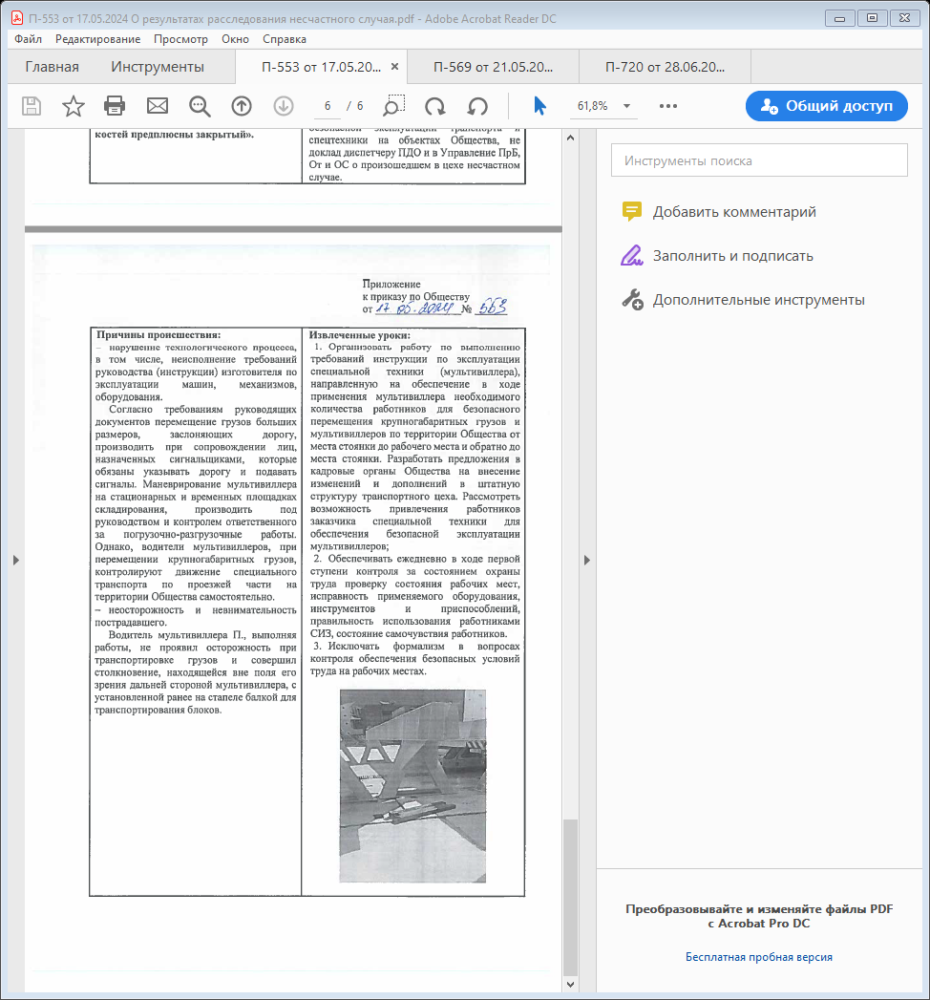 П-553 от 17.05.2024 О результатах расследования несчастного случая.pdf - Adobe Acrobat Reader DC
Файл Редактирование Просмотр Окно Справка
Главная Инструменты П-553 от 17.05.20... × П-569 от 21.05.20... П-720 от 28.06.20...
6 / 6 61,8% Общий доступ
костей предплюсны закрытый».
безопасной эксплуатации транспорта и
спецтехники на объектах Общества, не
доклад диспетчеру ПДО и в Управление ПрБ,
От и ОС о произошедшем в цехе несчастном
случае.
Приложение
к приказу по Обществу
от 17.05.2024 № 553
Причины происшествия:
– нарушение технологического процесса,
в том числе, неисполнение требований
руководства (инструкции) изготовителя по
эксплуатации машин, механизмов,
оборудования.
Согласно требованиям руководящих
документов перемещение грузов больших
размеров, заслоняющих дорогу,
производить при сопровождении лиц,
назначенных сигнальщиками, которые
обязаны указывать дорогу и подавать
сигналы. Маневрирование мультивиллера
на стационарных и временных площадках
складирования, производить под
руководством и контролем ответственного
за погрузочно-разгрузочные работы.
Однако, водители мультивиллеров, при
перемещении крупногабаритных грузов,
контролируют движение специального
транспорта по проезжей части на
территории Общества самостоятельно.
– неосторожность и невнимательность
пострадавшего.
Водитель мультивиллера П., выполняя
работы, не проявил осторожность при
транспортировке грузов и совершил
столкновение, находящейся вне поля его
зрения дальней стороной мультивиллера, с
установленной ранее на стапеле балкой для
транспортирования блоков.
Извлеченные уроки:
1. Организовать работу по выполнению
требований инструкции по эксплуатации
специальной техники (мультивиллера),
направленную на обеспечение в ходе
применения мультивиллера необходимого
количества работников для безопасного
перемещения крупногабаритных грузов и
мультивиллеров по территории Общества от
места стоянки до рабочего места и обратно до
места стоянки. Разработать предложения в
кадровые органы Общества на внесение
изменений и дополнений в штатную
структуру транспортного цеха. Рассмотреть
возможность привлечения работников
заказчика специальной техники для
обеспечения безопасной эксплуатации
мультивиллеров;
2. Обеспечивать ежедневно в ходе первой
ступени контроля за состоянием охраны
труда проверку состояния рабочих мест,
исправность применяемого оборудования,
инструментов и приспособлений,
правильность использования работниками
СИЗ, состояние самочувствия работников.
3. Исключать формализм в вопросах
контроля обеспечения безопасных условий
труда на рабочих местах.
Инструменты поиска
Добавить комментарий
Заполнить и подписать
Дополнительные инструменты
Преобразовывайте и изменяйте файлы PDF
с Acrobat Pro DC
Бесплатная пробная версия